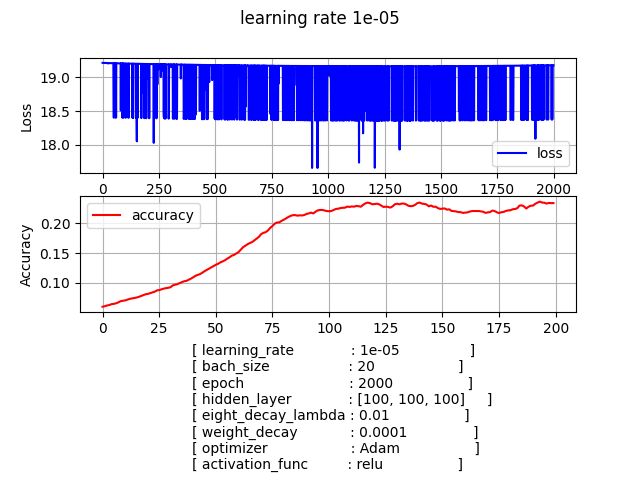 learning rate 1e-05
19.0
18.5
18.0
Loss
loss
0 250 500 750 1000 1250 1500 1750 2000
accuracy
0.20
0.15
0.10
Accuracy
0 25 50 75 100 125 150 175 200
[ learning_rate : 1e-05 ]
[ bach_size : 20 ]
[ epoch : 2000 ]
[ hidden_layer : [100, 100, 100] ]
[ eight_decay_lambda : 0.01 ]
[ weight_decay : 0.0001 ]
[ optimizer : Adam ]
[ activation_func : relu ]